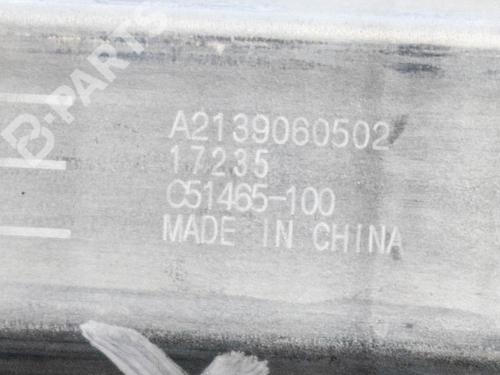 B-PARTS
A2139060502
17235
C51465-100
MADE IN CHINA